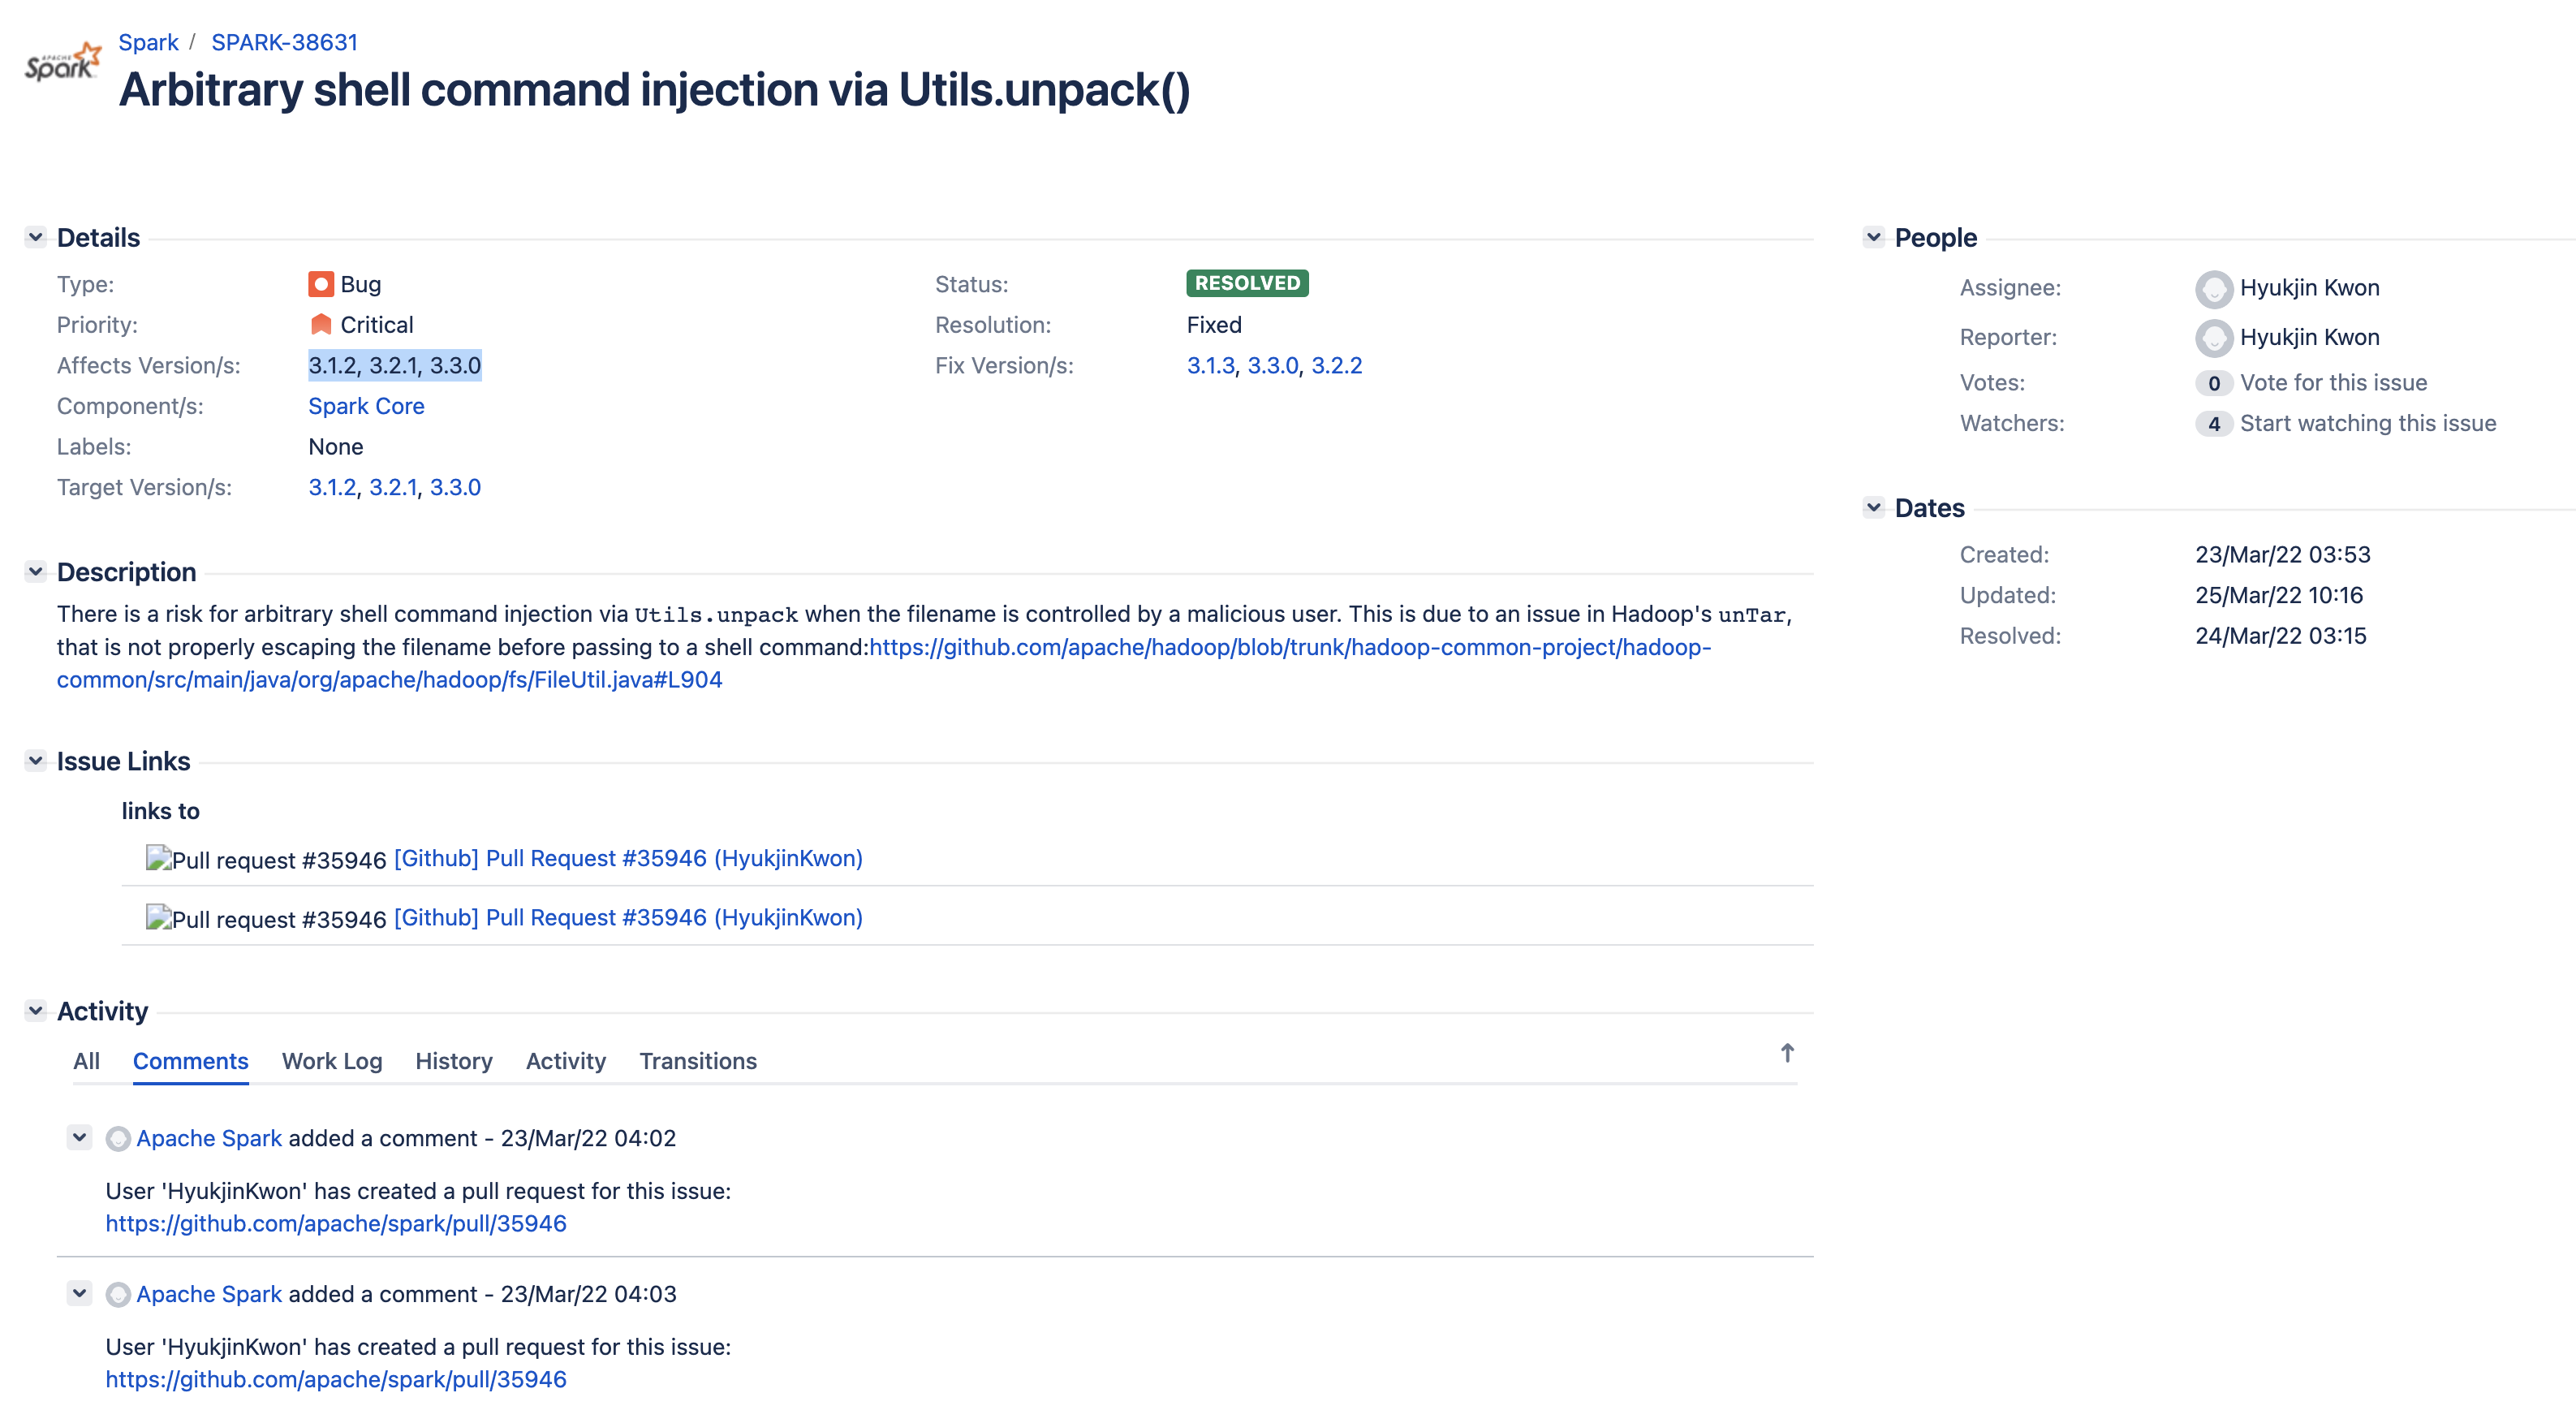 APACHE
Spark
Spark / SPARK-38631
Arbitrary shell command injection via Utils.unpack()
Details
Type: Bug
Status: RESOLVED
Priority: Critical
Resolution: Fixed
Affects Version/s: 3.1.2, 3.2.1, 3.3.0
Fix Version/s: 3.1.3, 3.3.0, 3.2.2
Component/s: Spark Core
Labels: None
Target Version/s: 3.1.2, 3.2.1, 3.3.0
Description
There is a risk for arbitrary shell command injection via Utils.unpack when the filename is controlled by a malicious user. This is due to an issue in Hadoop's unTar,
that is not properly escaping the filename before passing to a shell command:https://github.com/apache/hadoop/blob/trunk/hadoop-common-project/hadoop-
common/src/main/java/org/apache/hadoop/fs/FileUtil.java#L904
Issue Links
links to
Pull request #35946 [Github] Pull Request #35946 (HyukjinKwon)
Pull request #35946 [Github] Pull Request #35946 (HyukjinKwon)
Activity
All Comments Work Log History Activity Transitions
Apache Spark added a comment - 23/Mar/22 04:02
User 'HyukjinKwon' has created a pull request for this issue:
https://github.com/apache/spark/pull/35946
Apache Spark added a comment - 23/Mar/22 04:03
User 'HyukjinKwon' has created a pull request for this issue:
https://github.com/apache/spark/pull/35946
People
Assignee: Hyukjin Kwon
Reporter: Hyukjin Kwon
Votes: 0 Vote for this issue
Watchers: 4 Start watching this issue
Dates
Created: 23/Mar/22 03:53
Updated: 25/Mar/22 10:16
Resolved: 24/Mar/22 03:15